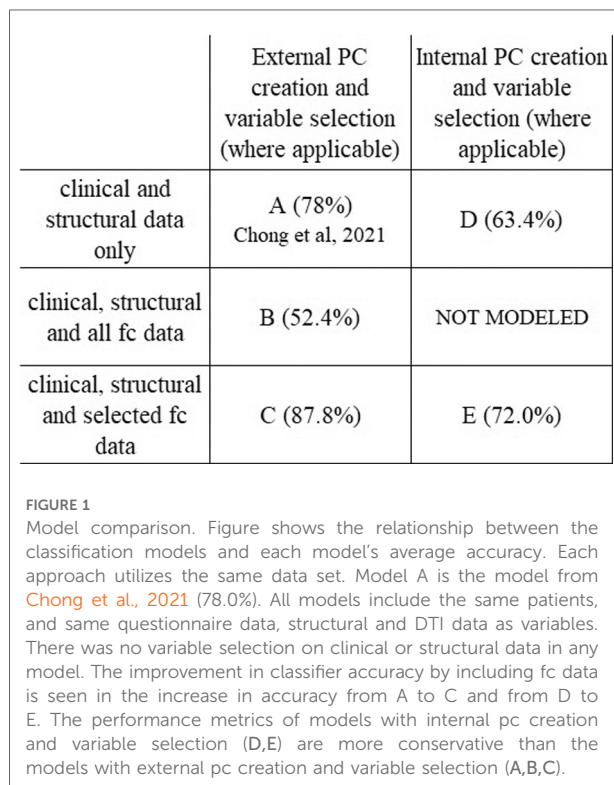 External PC
creation and
variable selection
(where applicable)
Internal PC creation
and variable
selection (where
applicable)
clinical and
structural data
only
A (78%)
Chong et al, 2021
D (63.4%)
clinical, structural
and all fc data
B (52.4%)
NOT MODELED
clinical, structural
and selected fc
data
C (87.8%)
E (72.0%)
FIGURE 1
Model comparison. Figure shows the relationship between the
classification models and each model's average accuracy. Each
approach utilizes the same data set. Model A is the model from
Chong et al., 2021 (78.0%). All models include the same patients,
and same questionnaire data, structural and DTI data as variables.
There was no variable selection on clinical or structural data in any
model. The improvement in classifier accuracy by including fc data
is seen in the increase in accuracy from A to C and from D to
E. The performance metrics of models with internal pc creation
and variable selection (D,E) are more conservative than the
models with external pc creation and variable selection (A,B,C).